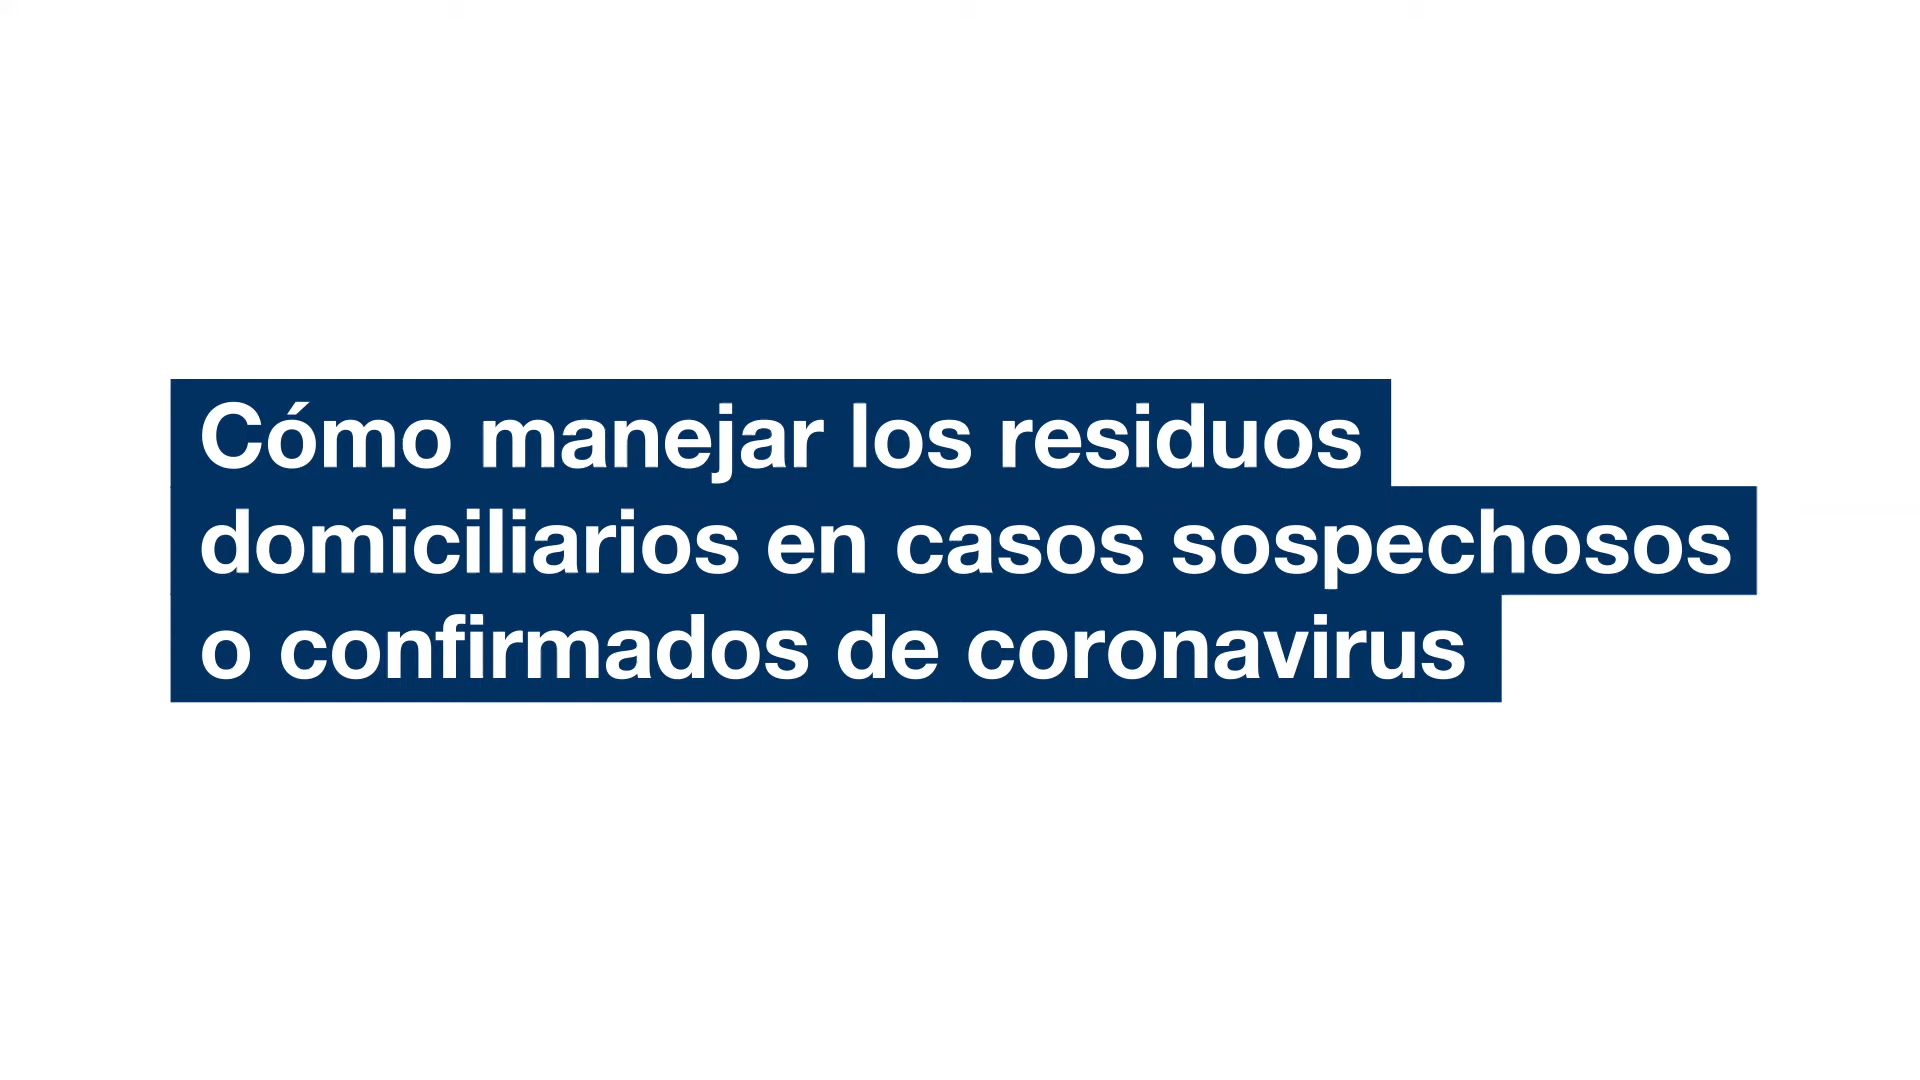 Cómo manejar los residuos
domiciliarios en casos sospechosos
o confirmados de coronavirus